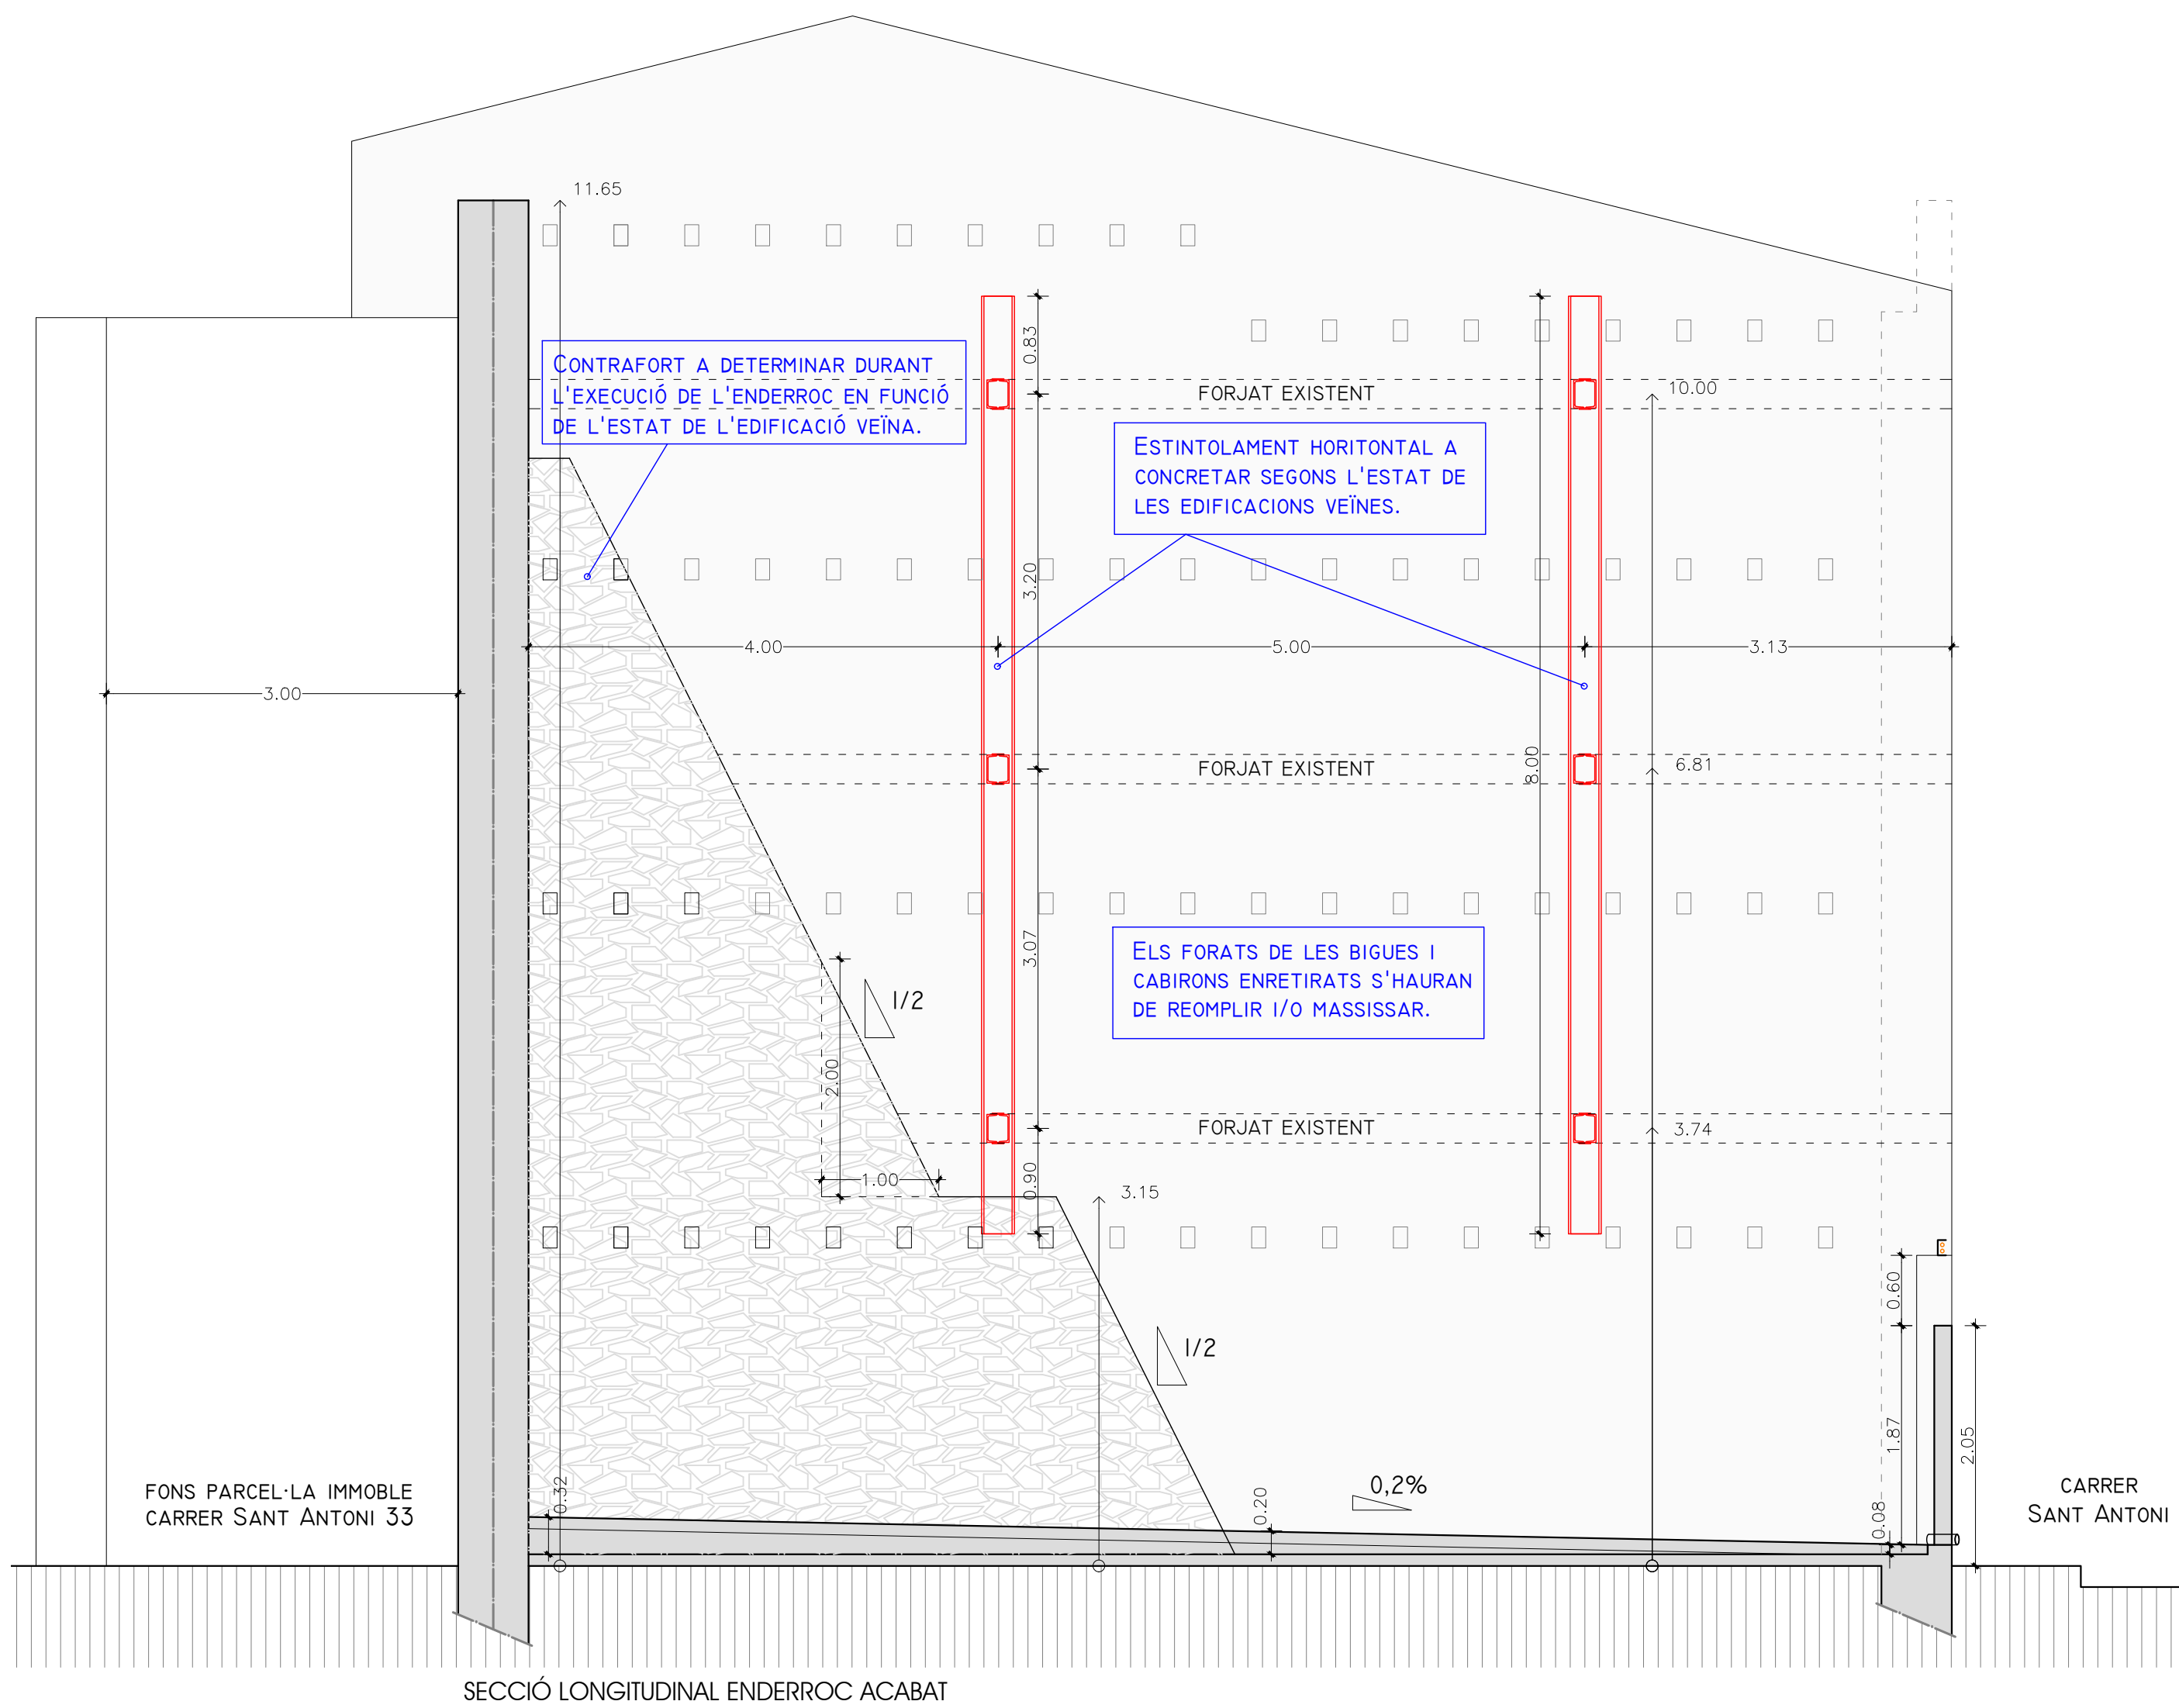 11.65
0.83
CONTRAFORT A DETERMINAR DURANT
L'EXECUCIÓ DE L'ENDERROC EN FUNCIÓ
DE L'ESTAT DE L'EDIFICACIÓ VEÏNA.
FORJAT EXISTENT
10.00
ESTINTOLAMENT HORITONTAL A
CONCRETAR SEGONS L'ESTAT DE
LES EDIFICACIONS VEÏNES.
3.20
4.00
5.00
3.13
3.00
8.00
FORJAT EXISTENT
6.81
3.07
ELS FORATS DE LES BIGUES I
CABIRONS ENRETIRATS S'HAURAN
DE REOMPLIR I/O MASSISSAR.
1/2
2.00
FORJAT EXISTENT
3.74
1.00
0.90
3.15
0.60
1/2
1.87
2.05
FONS PARCEL·LA IMMOBLE
CARRER SANT ANTONI 33
0.32
0.20
0,2%
0.08
CARRER
SANT ANTONI
SECCIÓ LONGITUDINAL ENDERROC ACABAT